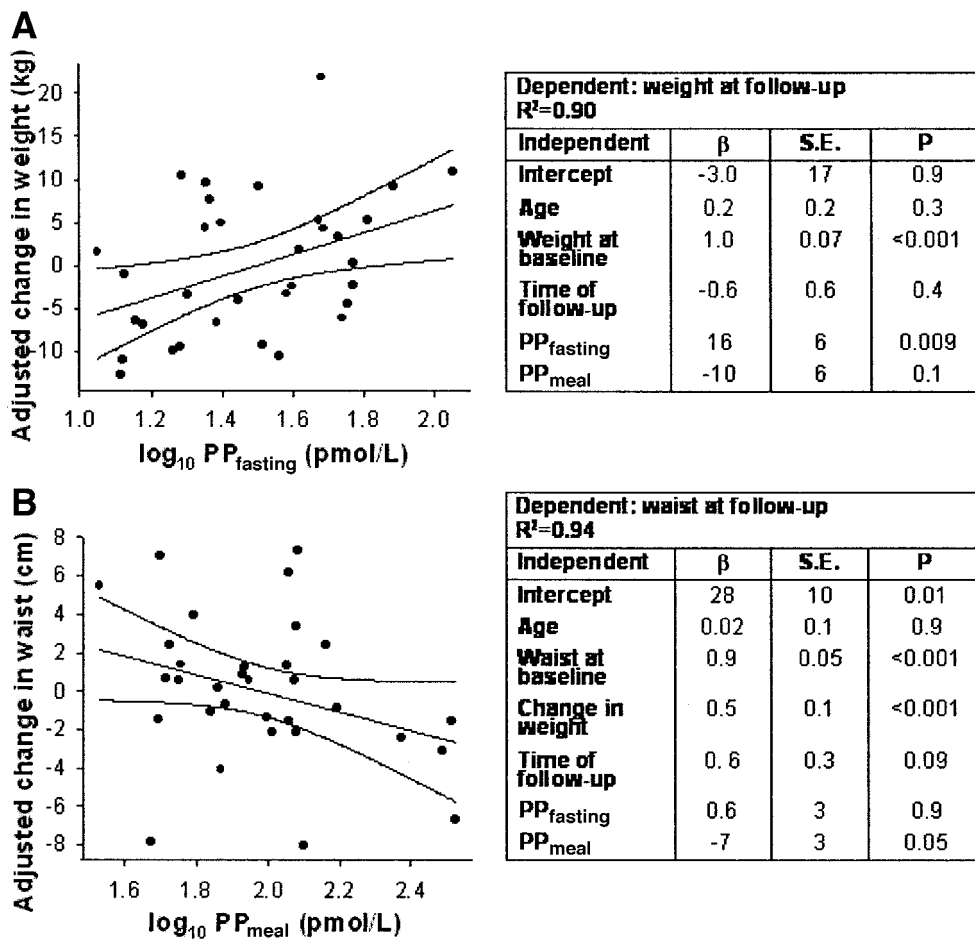 A
Adjusted change in weight (kg)
20
15
10
5
0
-5
-10
1.0 1.2 1.4 1.6 1.8 2.0
log10 PPfasting (pmol/L)
Dependent: weight at follow-up
R²=0.90
Independent β S.E. P
Intercept -3.0 17 0.9
Age 0.2 0.2 0.3
Weight at baseline 1.0 0.07 <0.001
Time of follow-up -0.6 0.6 0.4
PPfasting 16 6 0.009
PPmeal -10 6 0.1
B
Adjusted change in waist (cm)
8
6
4
2
0
-2
-4
-6
-8
1.6 1.8 2.0 2.2 2.4
log10 PPmeal (pmol/L)
Dependent: waist at follow-up
R²=0.94
Independent β S.E. P
Intercept 28 10 0.01
Age 0.02 0.1 0.9
Waist at baseline 0.9 0.05 <0.001
Change in weight 0.5 0.1 <0.001
Time of follow-up 0.6 0.3 0.09
PPfasting 0.6 3 0.9
PPmeal -7 3 0.05